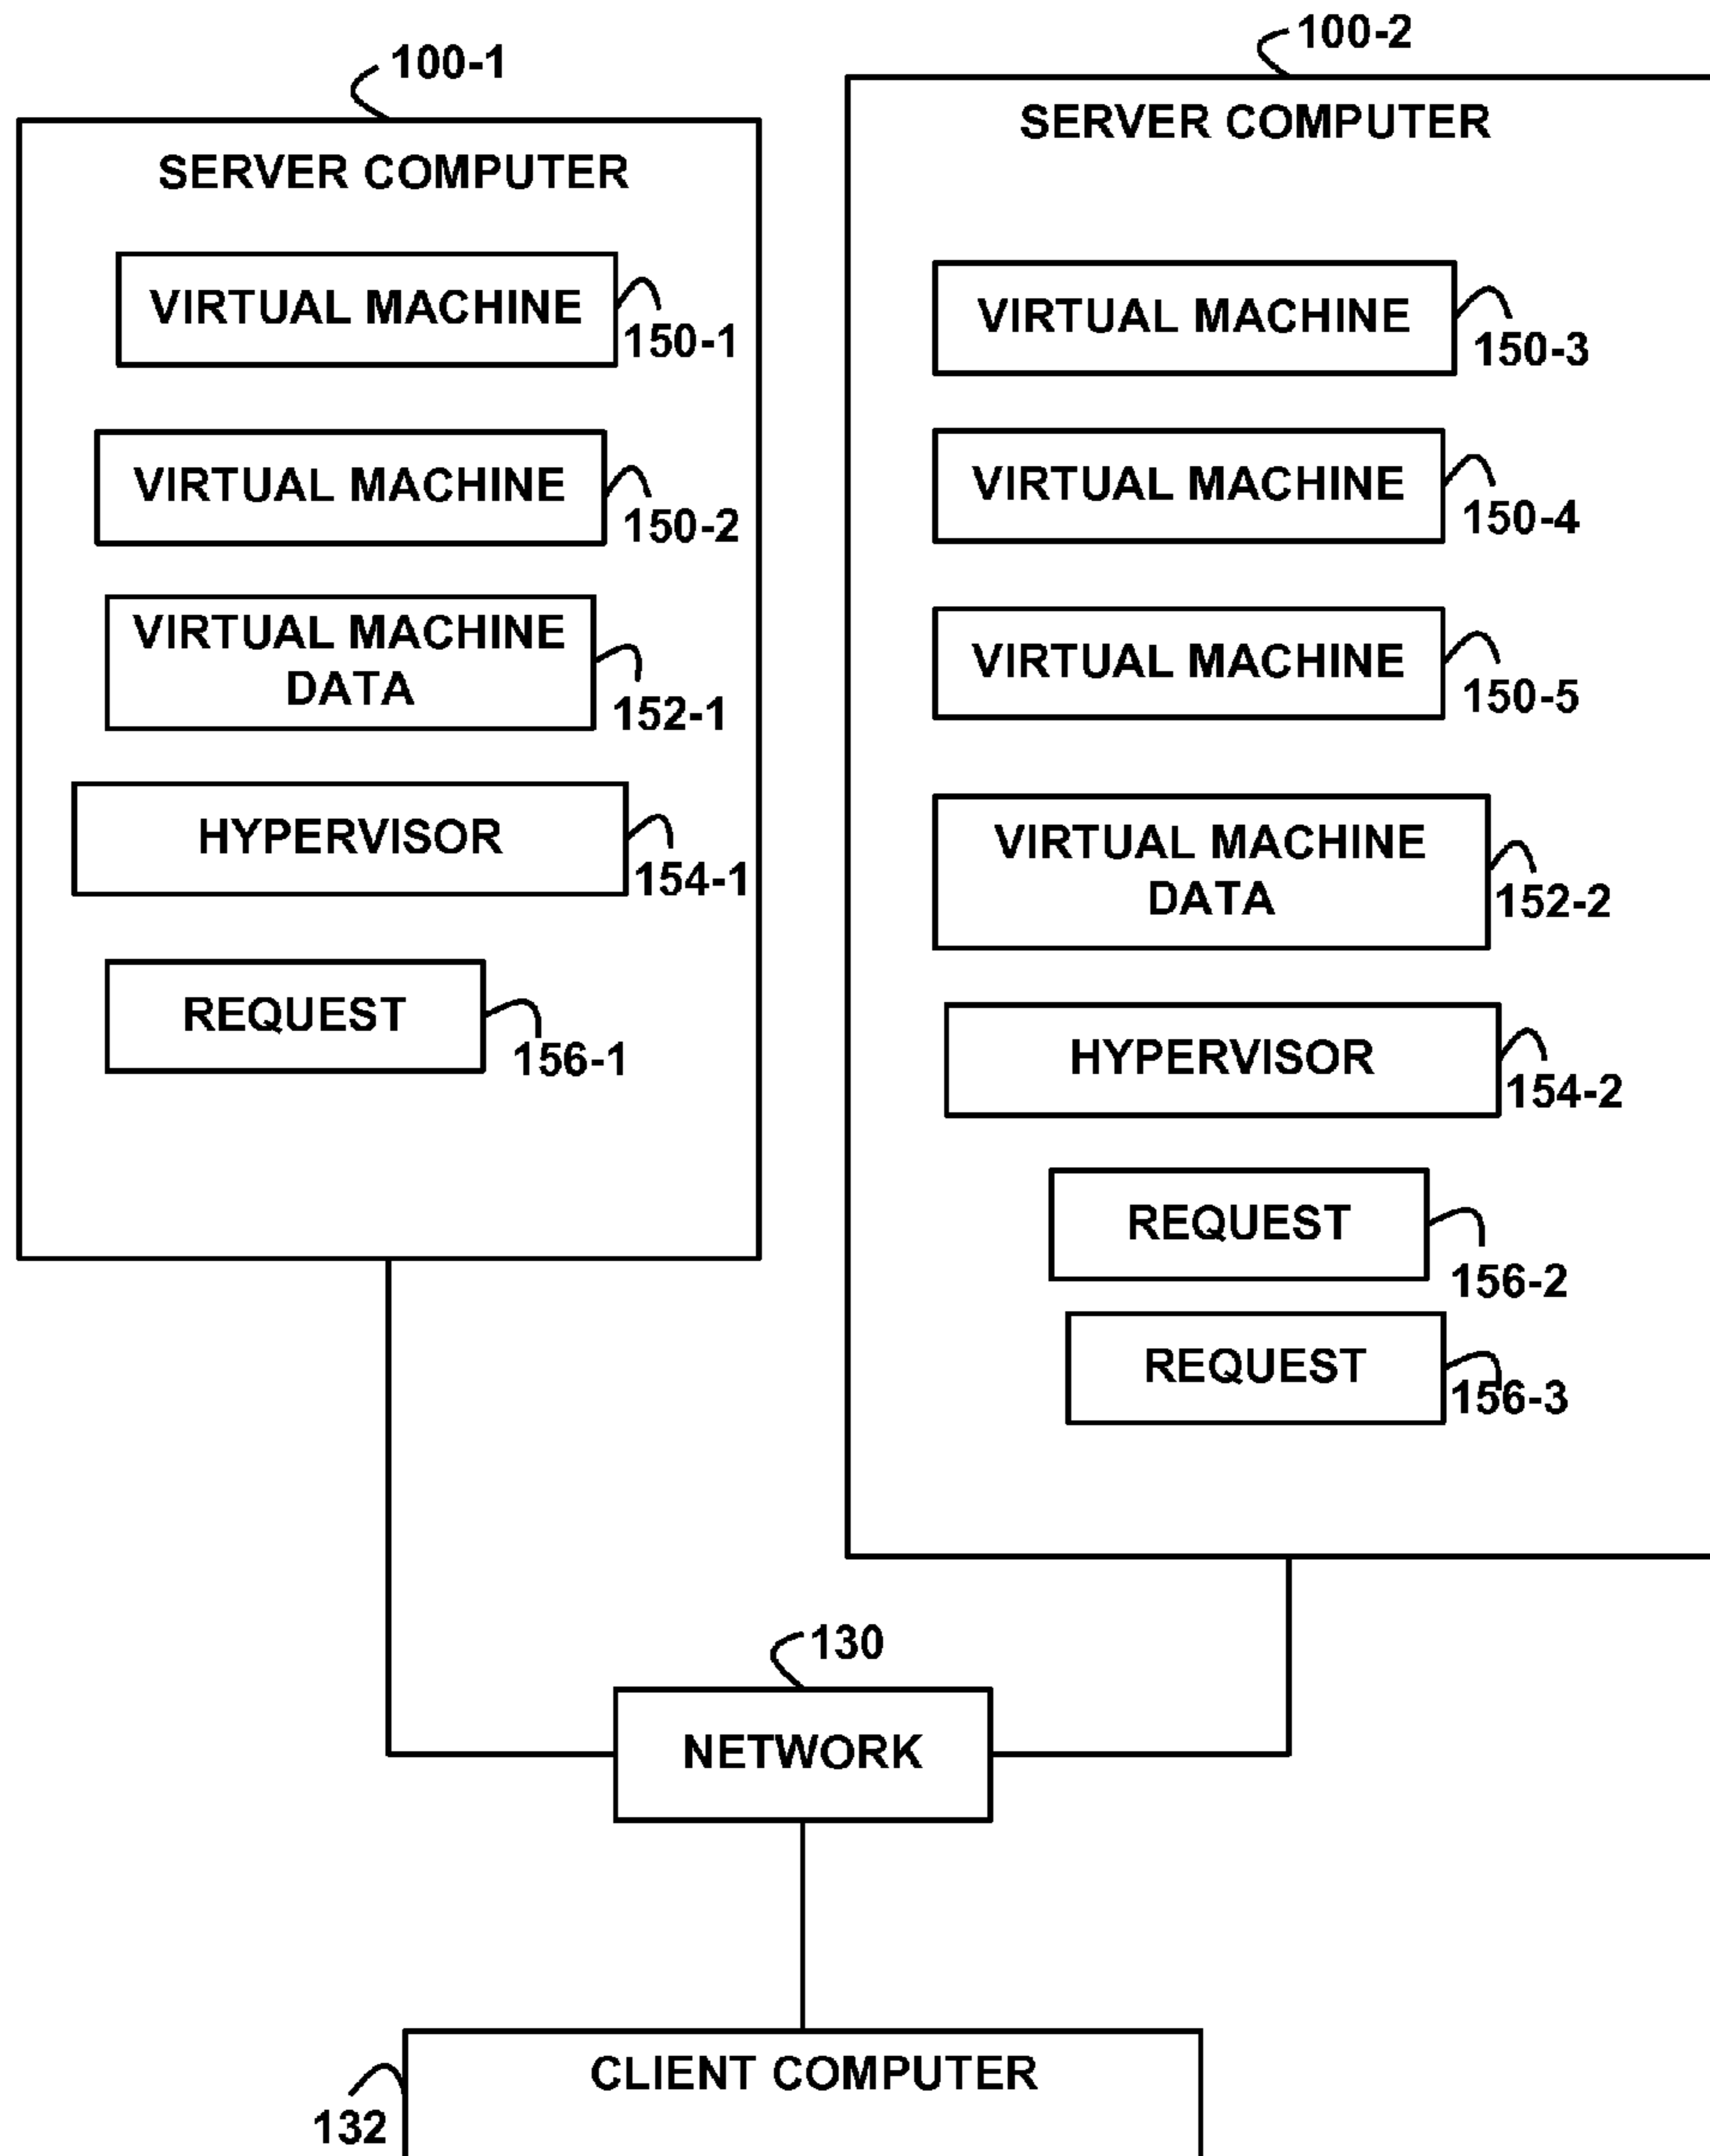 100-1
SERVER COMPUTER
VIRTUAL MACHINE
150-1
VIRTUAL MACHINE
150-2
VIRTUAL MACHINE
DATA
152-1
HYPERVISOR
154-1
REQUEST
156-1
100-2
SERVER COMPUTER
VIRTUAL MACHINE
150-3
VIRTUAL MACHINE
150-4
VIRTUAL MACHINE
150-5
VIRTUAL MACHINE
DATA
152-2
HYPERVISOR
154-2
REQUEST
156-2
REQUEST
156-3
130
NETWORK
CLIENT COMPUTER
132